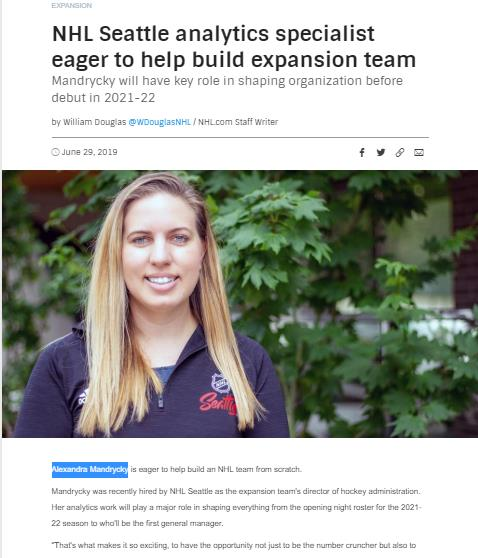 EXPANSION
NHL Seattle analytics specialist
eager to help build expansion team
Mandrycky will have key role in shaping organization before
debut in 2021-22
by William Douglas @WDouglasNHL / NHL.com Staff Writer
June 29, 2019
NHL
Seattle
Alexandra Mandrycky is eager to help build an NHL team from scratch.
Mandrycky was recently hired by NHL Seattle as the expansion team's director of hockey administration.
Her analytics work will play a major role in shaping everything from the opening night roster for the 2021-
22 season to who'll be the first general manager.
"That's what makes it so exciting, to have the opportunity not just to be the number cruncher but also to